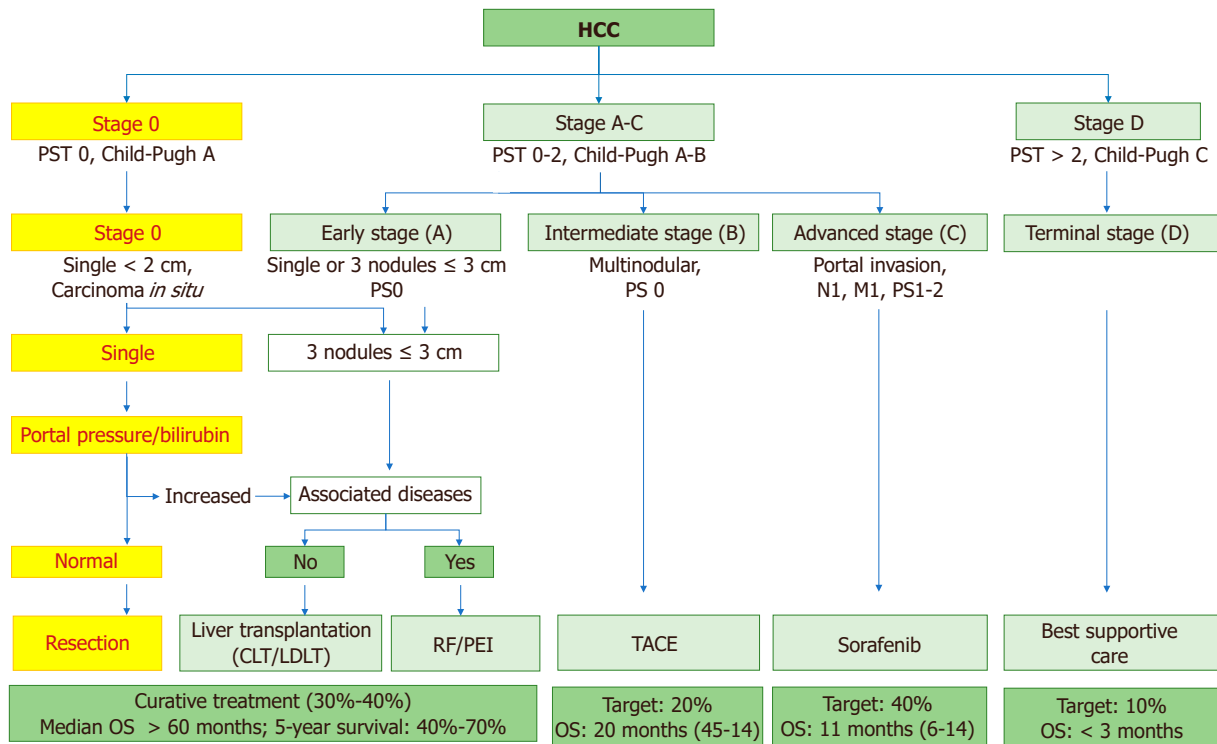 HCC
Stage 0
PST 0, Child-Pugh A
Stage A-C
PST 0-2, Child-Pugh A-B
Stage D
PST > 2, Child-Pugh C
Stage 0
Single < 2 cm,
Carcinoma in situ
Early stage (A)
Single or 3 nodules ≤ 3 cm
PS0
Intermediate stage (B)
Multinodular,
PS 0
Advanced stage (C)
Portal invasion,
N1, M1, PS1-2
Terminal stage (D)
Single
3 nodules ≤ 3 cm
Portal pressure/bilirubin
Increased
Associated diseases
Normal
No
Yes
Resection
Liver transplantation
(CLT/LDLT)
RF/PEI
TACE
Sorafenib
Best supportive
care
Curative treatment (30%-40%)
Median OS > 60 months; 5-year survival: 40%-70%
Target: 20%
OS: 20 months (45-14)
Target: 40%
OS: 11 months (6-14)
Target: 10%
OS: < 3 months